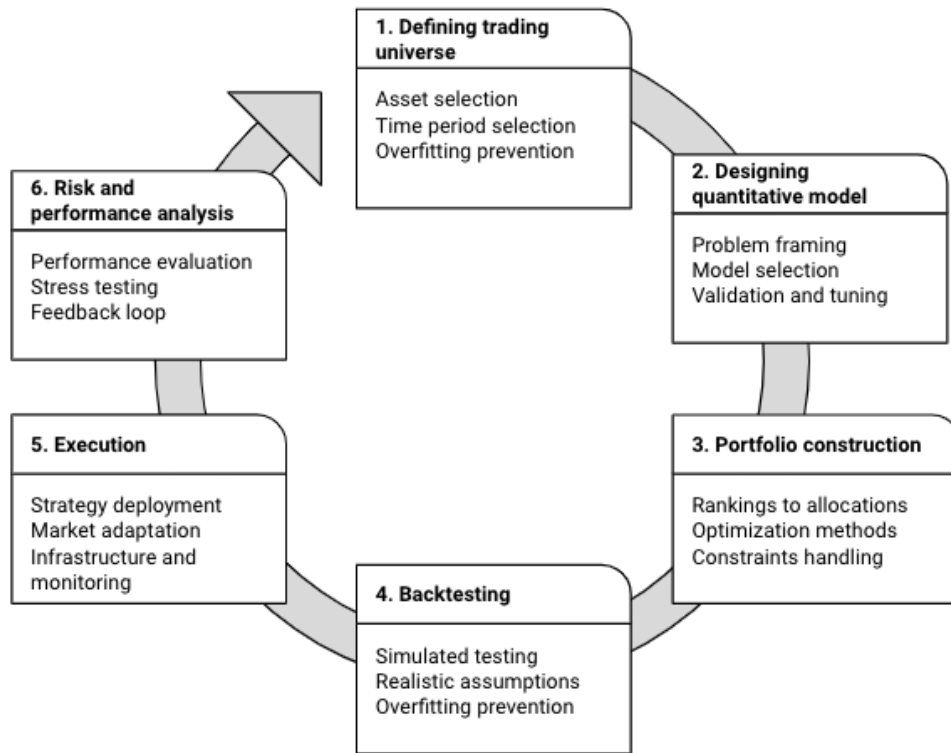 1. Defining trading
universe
Asset selection
Time period selection
Overfitting prevention
2. Designing
quantitative model
Problem framing
Model selection
Validation and tuning
3. Portfolio construction
Rankings to allocations
Optimization methods
Constraints handling
4. Backtesting
Simulated testing
Realistic assumptions
Overfitting prevention
5. Execution
Strategy deployment
Market adaptation
Infrastructure and
monitoring
6. Risk and
performance analysis
Performance evaluation
Stress testing
Feedback loop